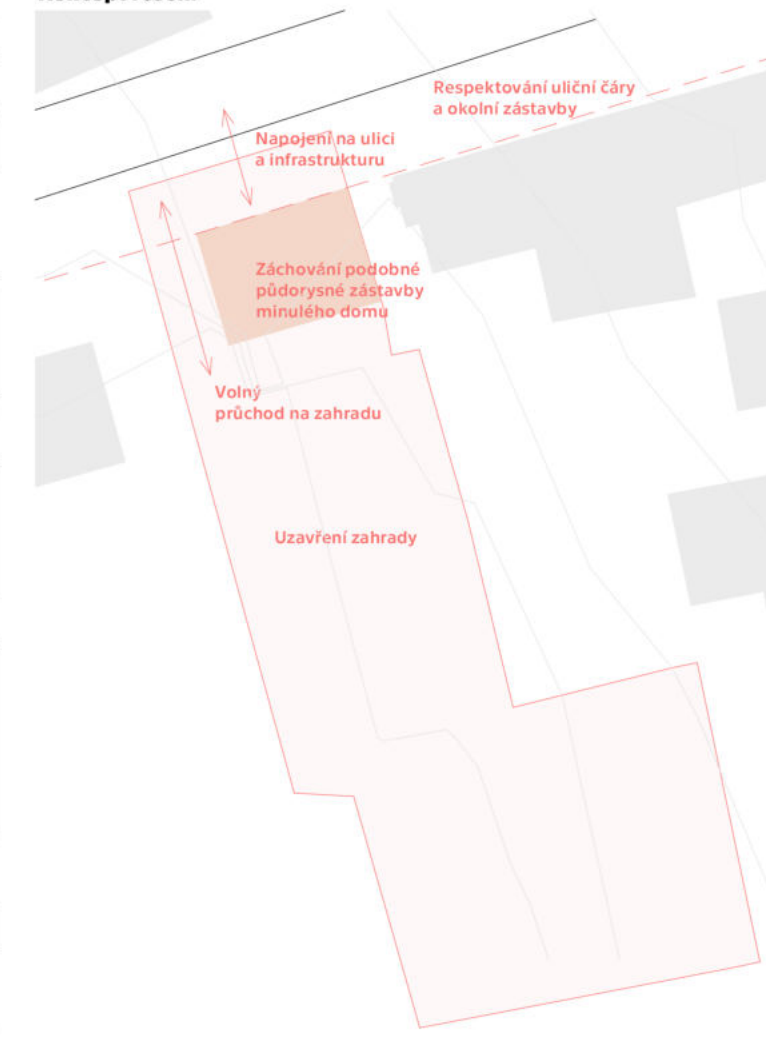 Respektování uliční čáry
a okolní zástavby
Napojení na ulici
a infrastrukturu
Záchování podobné
půdorysné zástavby
minulého domu
Volný
průchod na zahradu
Uzavření zahrady